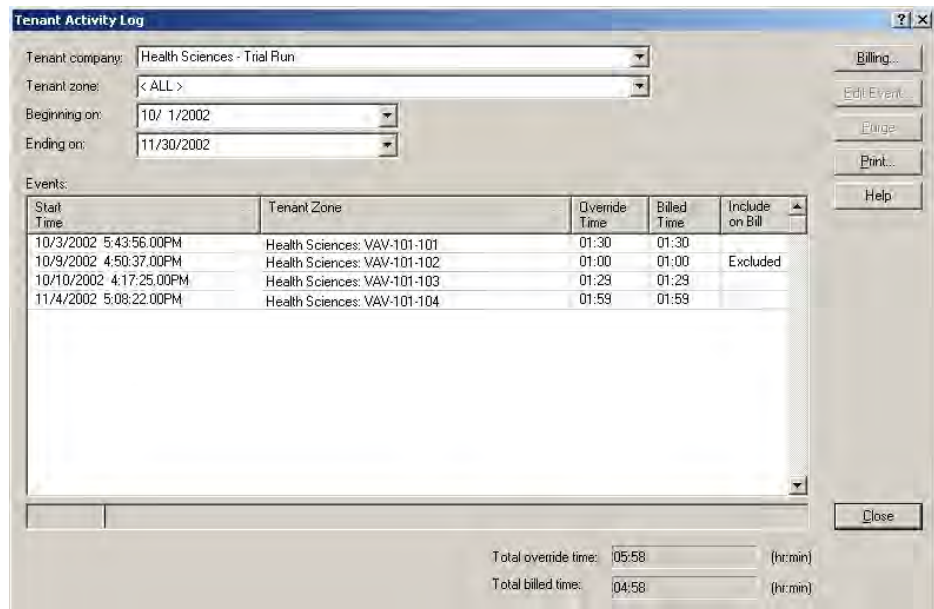 Tenant Activity Log
Tenant company: Health Sciences - Trial Run
Billing...
Tenant zone: < ALL >
Edit Event...
Beginning on: 10/ 1/2002
Purge
Ending on: 11/30/2002
Print...
Events:
Help
Start Time Tenant Zone Override Time Billed Time Include on Bill
10/3/2002 5:43:56.00PM Health Sciences: VAV-101-101 01:30 01:30
10/9/2002 4:50:37.00PM Health Sciences: VAV-101-102 01:00 01:00 Excluded
10/10/2002 4:17:25.00PM Health Sciences: VAV-101-103 01:29 01:29
11/4/2002 5:08:22.00PM Health Sciences: VAV-101-104 01:59 01:59
Close
Total override time: 05:58 (hr:min)
Total billed time: 04:58 (hr:min)